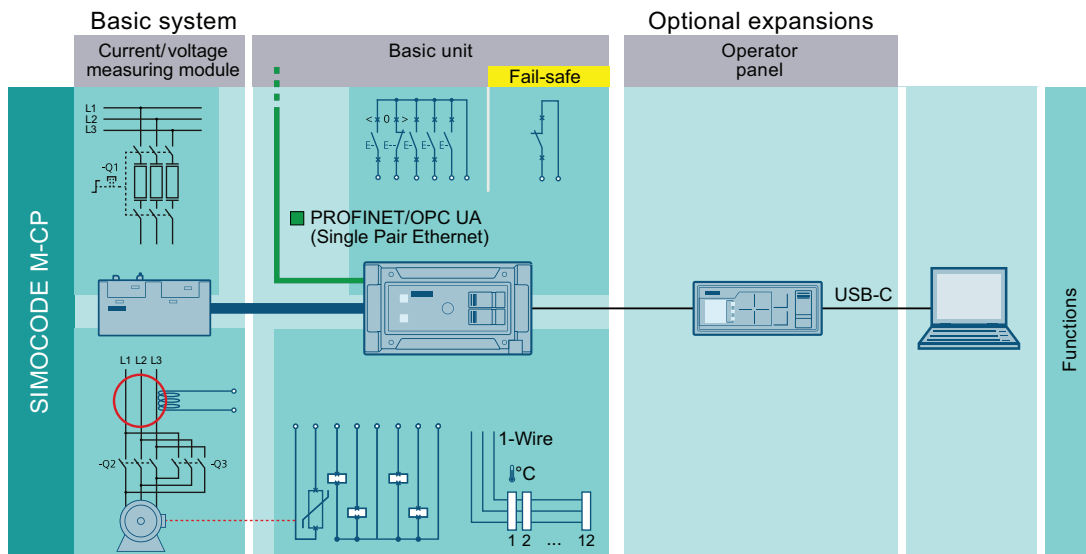 Basic system
Optional expansions
Current/voltage
measuring module
Basic unit
Operator
panel
Fail-safe
SIMOCODE M-CP
L1
L2
L3
-Q1
< 0 >
E- E-- E- E- E-
PROFINET/OPC UA
(Single Pair Ethernet)
USB-C
Functions
L1 L2 L3
-Q2
-Q3
1-Wire
°C
1 2 ... 12